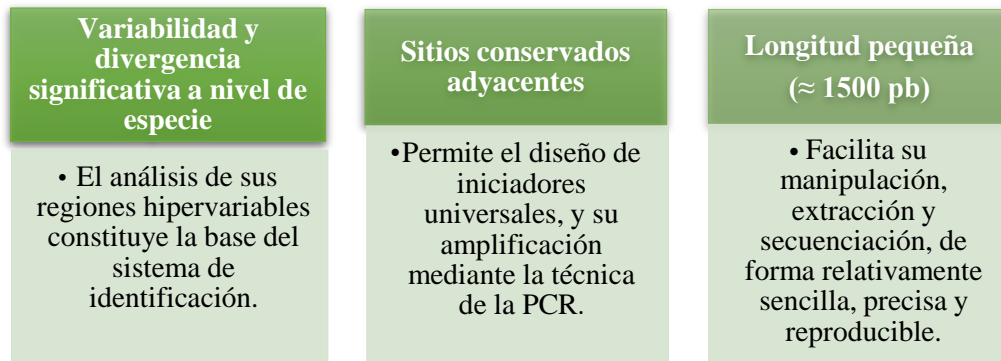 Variabilidad y
divergencia
significativa a nivel de
especie
• El análisis de sus
regiones hipervariables
constituye la base del
sistema de
identificación.
Sitios conservados
adyacentes
•Permite el diseño de
iniciadores
universales, y su
amplificación
mediante la técnica
de la PCR.
Longitud pequeña
(≈ 1500 pb)
• Facilita su
manipulación,
extracción y
secuenciación, de
forma relativamente
sencilla, precisa y
reproducible.